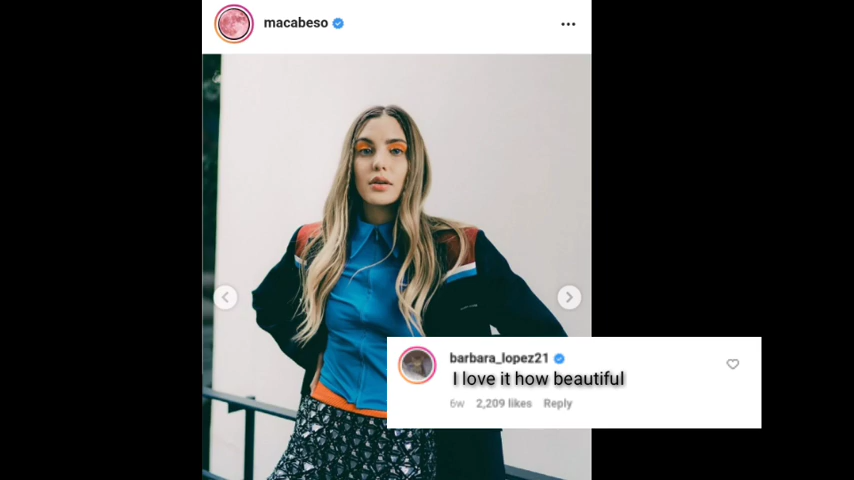 macabeso
barbara_lopez21
I love it how beautiful
6w 2,209 likes Reply